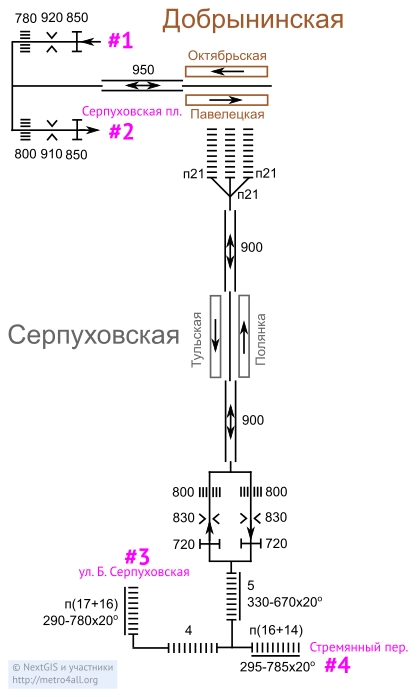 Добрынинская
780 920 850
#1
Октябрьская
950
Серпуховская пл.
Павелецкая
#2
800 910 850
п21 п21
п21
900
Серпуховская
Тульская
Полянка
900
800 800
830 830
720 720
#3
ул. Б. Серпуховская
п(17+16)
290-780x20°
5
330-670x20°
4
п(16+14)
Стремянный пер.
295-785x20°
#4
© NextGIS и участники
http://metro4all.org